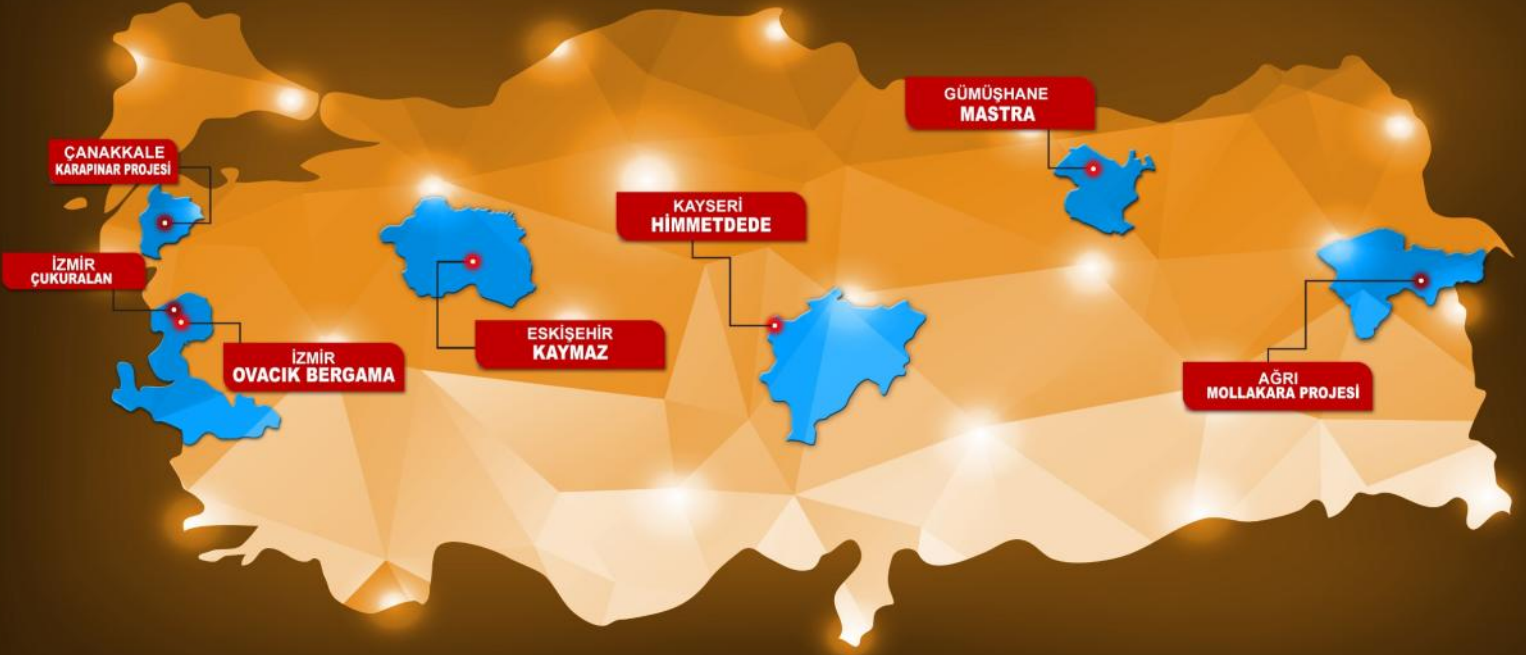 GÜMÜŞHANE
MASTRA
ÇANAKKALE
KARAPINAR PROJESİ
KAYSERİ
HİMMETDEDE
İZMİR
ÇUKURALAN
ESKİŞEHİR
KAYMAZ
İZMİR
OVACIK BERGAMA
AĞRI
MOLLAKARA PROJESİ